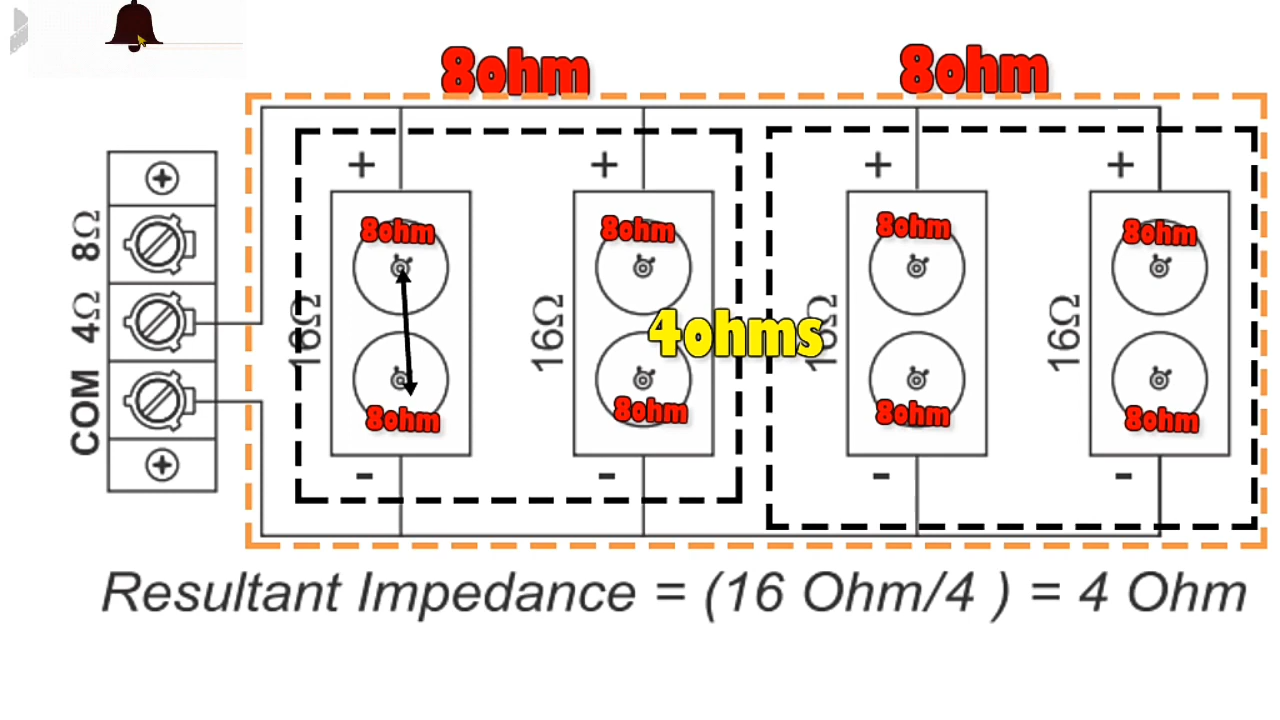 8ohm 8ohm
+ + + +
8Ω
4Ω
COM
8ohm 8ohm 8ohm 8ohm
16Ω 16Ω 16Ω 16Ω
4ohms
8ohm 8ohm 8ohm 8ohm
- - - -
Resultant Impedance = (16 Ohm/4 ) = 4 Ohm